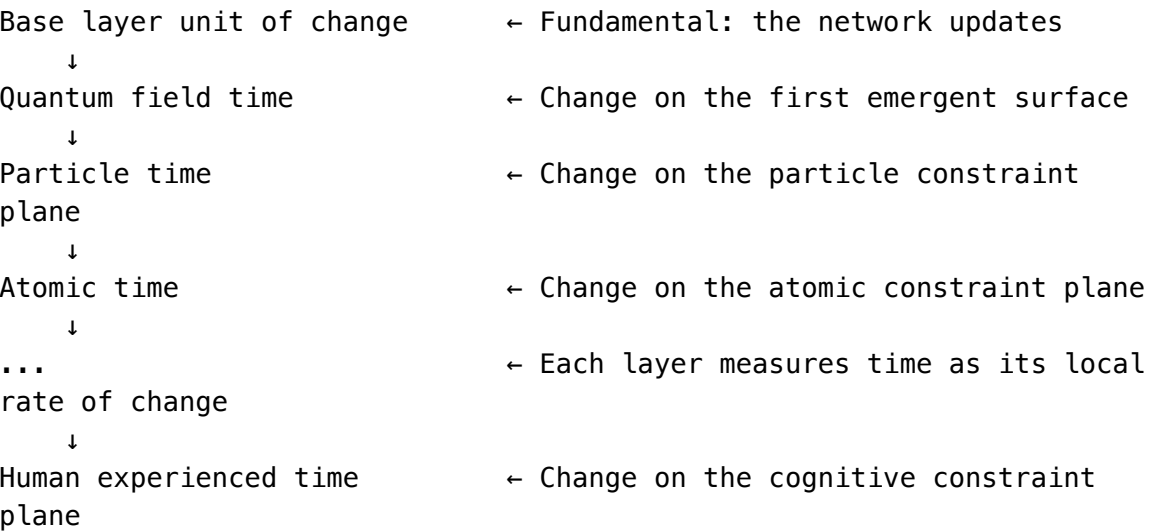 Base layer unit of change ← Fundamental: the network updates
↓
Quantum field time ← Change on the first emergent surface
↓
Particle time ← Change on the particle constraint
plane
↓
Atomic time ← Change on the atomic constraint plane
↓
... ← Each layer measures time as its local
rate of change
↓
Human experienced time ← Change on the cognitive constraint
plane